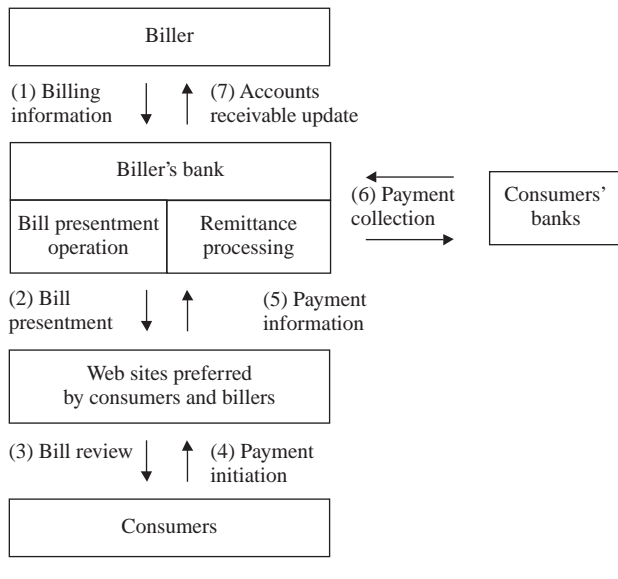 Biller
(1) Billing
information
(7) Accounts
receivable update
Biller’s bank
Bill presentment
operation
Remittance
processing
(6) Payment
collection
Consumers’
banks
(2) Bill
presentment
(5) Payment
information
Web sites preferred
by consumers and billers
(3) Bill review
(4) Payment
initiation
Consumers